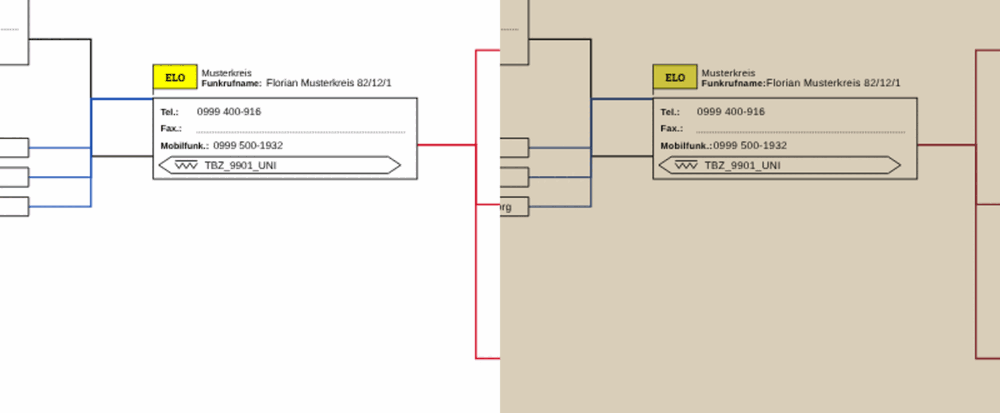 ELO
Musterkreis
Funkrufname: Florian Musterkreis 82/12/1
Tel.: 0999 400-916
Fax.:
Mobilfunk.: 0999 500-1932
TBZ_9901_UNI
ELO
Musterkreis
Funkrufname:Florian Musterkreis 82/12/1
Tel.: 0999 400-916
Fax.:
Mobilfunk.:0999 500-1932
TBZ_9901_UNI
rg